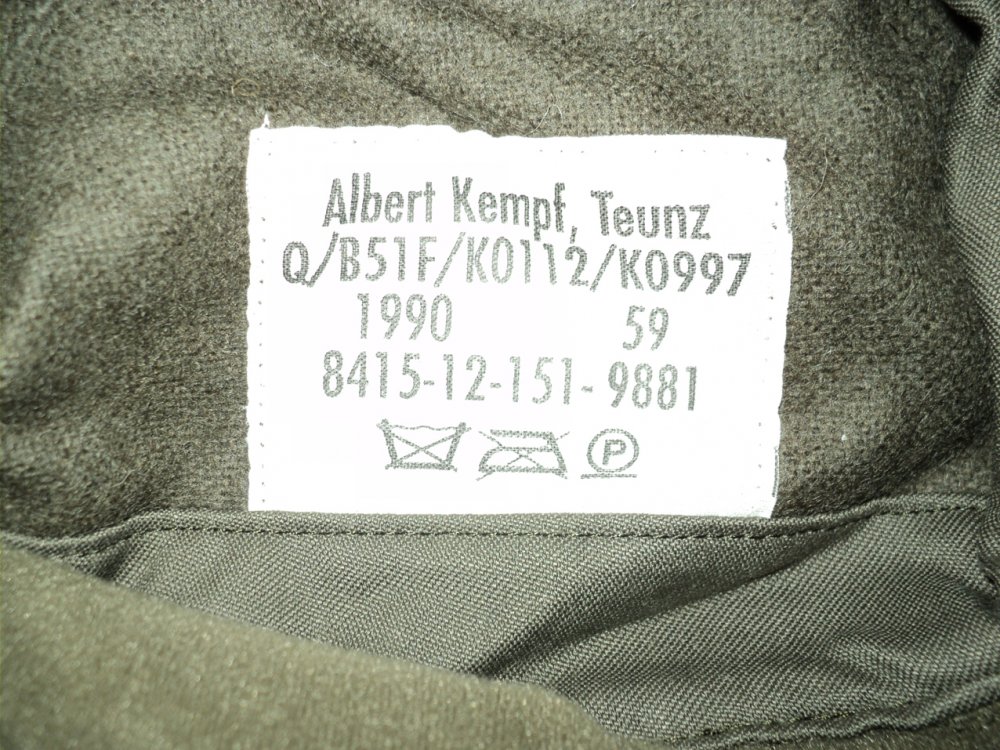 Albert Kempf, Teunz
Q/B51F/K0112/K0997
1990 59
8415-12-151-9881
P